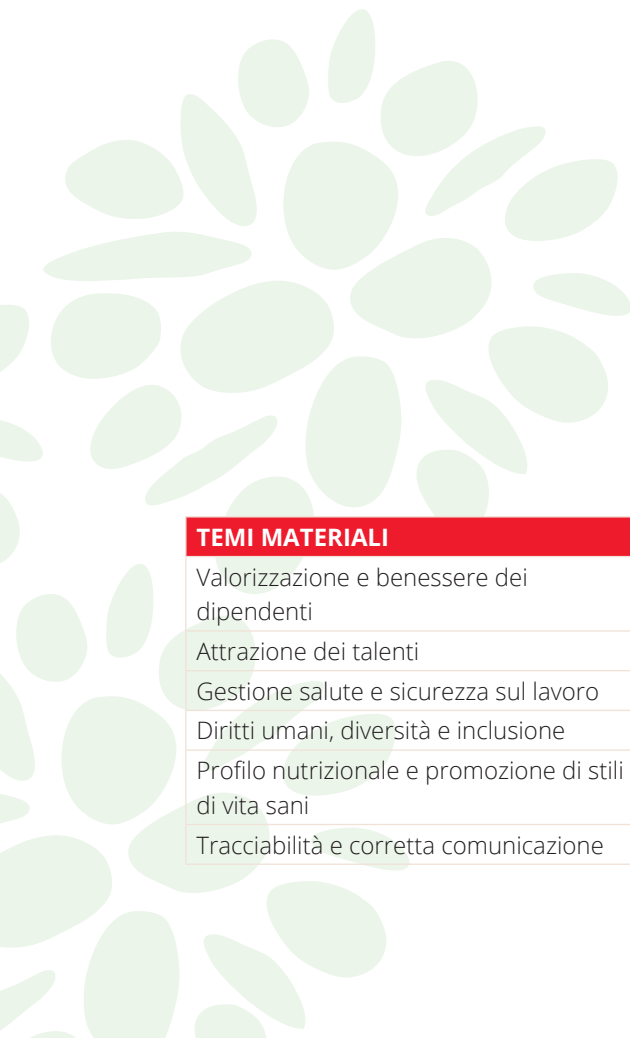 TEMI MATERIALI
Valorizzazione e benessere dei
dipendenti
Attrazione dei talenti
Gestione salute e sicurezza sul lavoro
Diritti umani, diversità e inclusione
Profilo nutrizionale e promozione di stili
di vita sani
Tracciabilità e corretta comunicazione